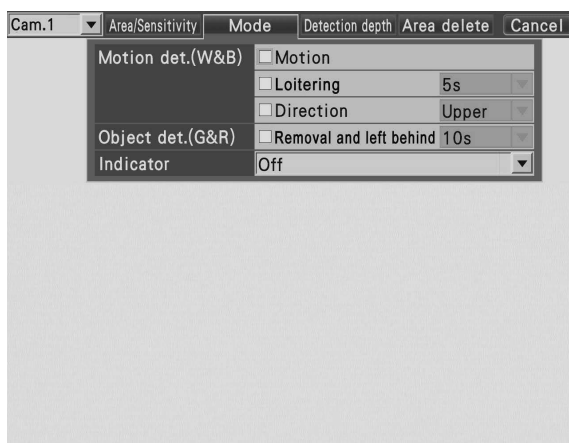 Cam.1 Area/Sensitivity Mode Detection depth Area delete Cancel
Motion det.(W&B) Motion
Loitering 5s
Direction Upper
Object det.(G&R) Removal and left behind 10s
Indicator Off